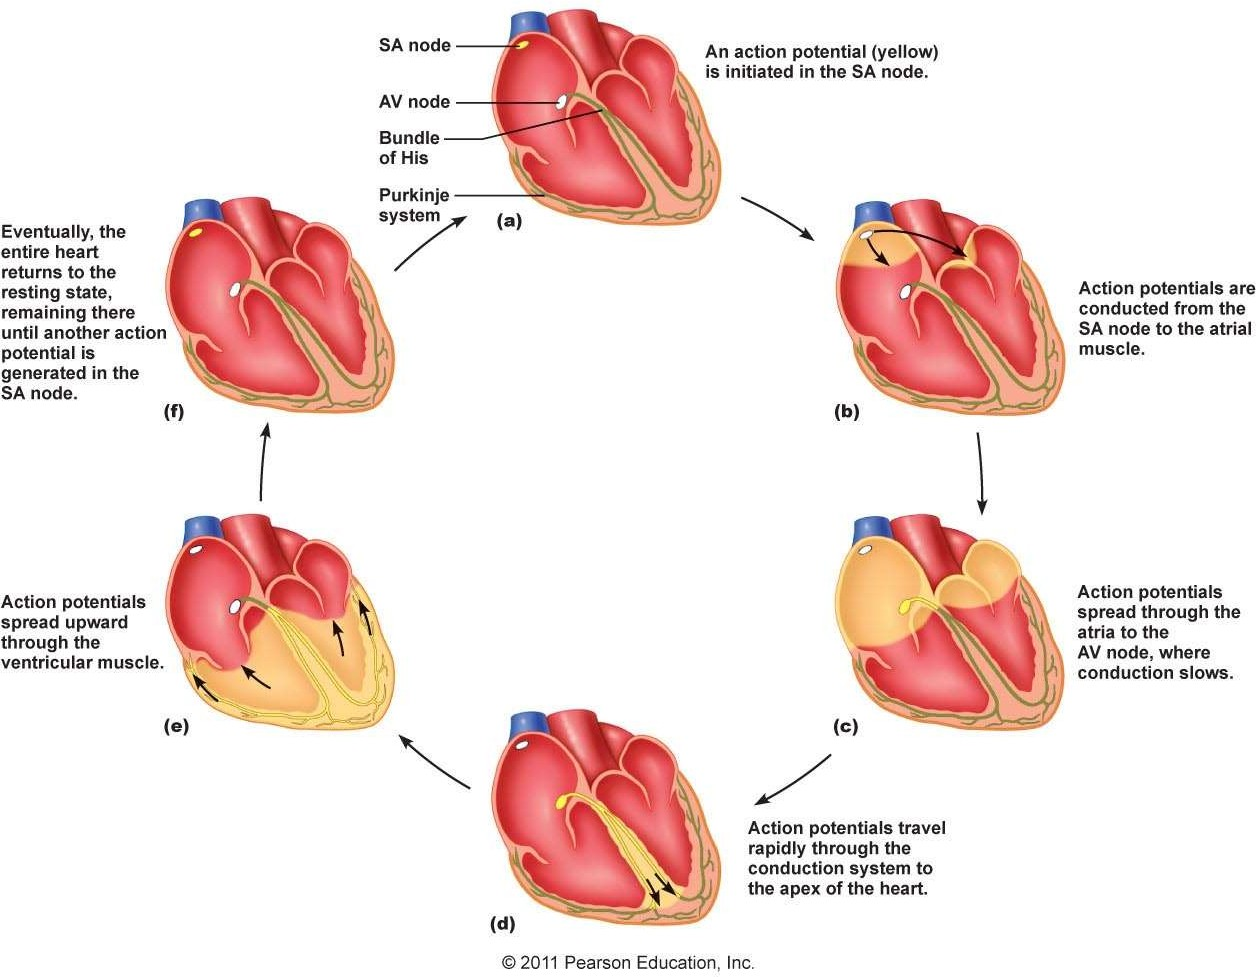 SA node
AV node
Bundle
of His
Purkinje
system
(a)
An action potential (yellow)
is initiated in the SA node.
(b)
Action potentials are
conducted from the
SA node to the atrial
muscle.
(c)
Action potentials
spread through the
atria to the
AV node, where
conduction slows.
(d)
Action potentials travel
rapidly through the
conduction system to
the apex of the heart.
(e)
Action potentials
spread upward
through the
ventricular muscle.
(f)
Eventually, the
entire heart
returns to the
resting state,
remaining there
until another action
potential is
generated in the
SA node.
© 2011 Pearson Education, Inc.